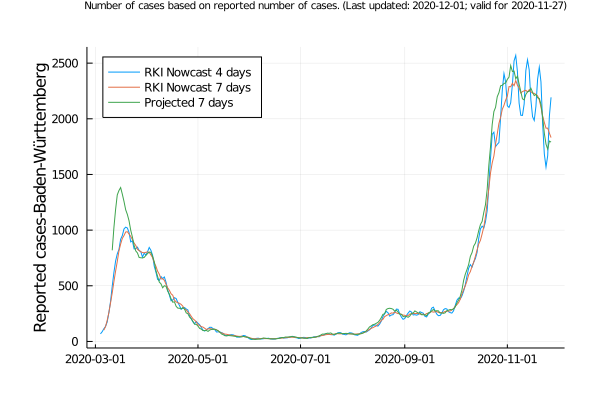 Number of cases based on reported number of cases. (Last updated: 2020-12-01; valid for 2020-11-27)
Reported cases-Baden-Württemberg
RKI Nowcast 4 days
RKI Nowcast 7 days
Projected 7 days
2500
2000
1500
1000
500
0
2020-03-01
2020-05-01
2020-07-01
2020-09-01
2020-11-01